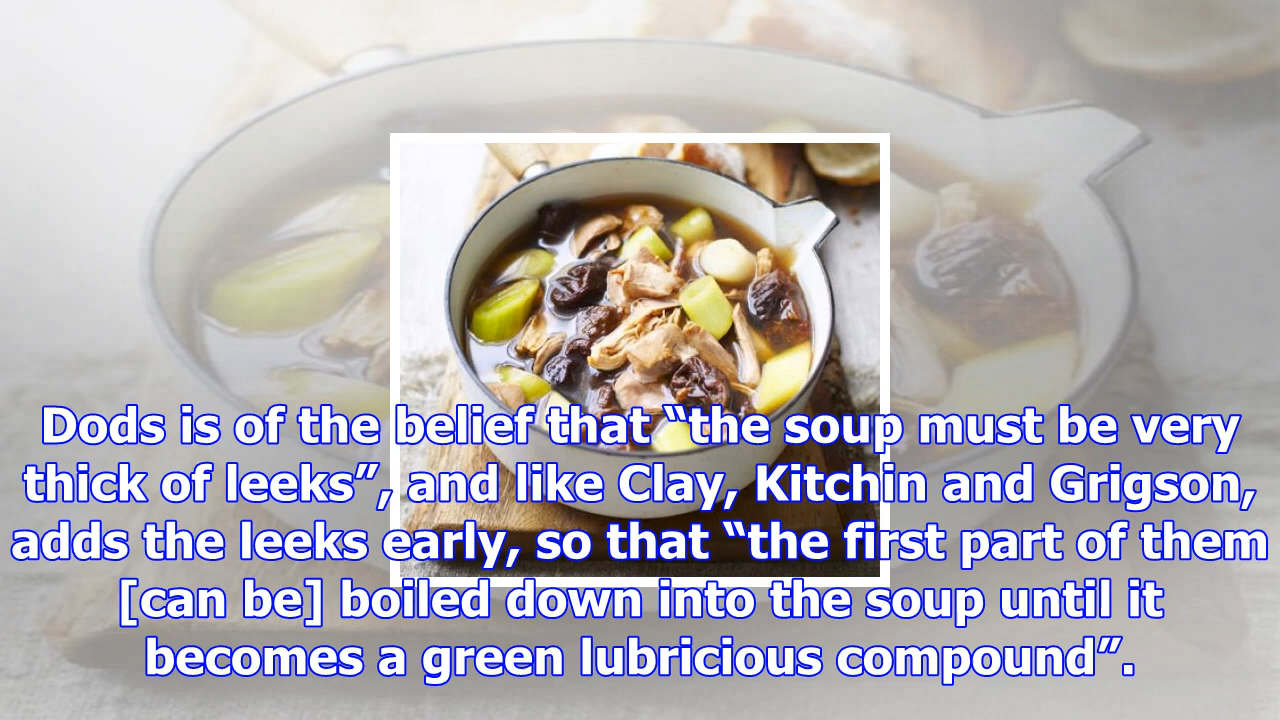 Dods is of the belief that “the soup must be very
thick of leeks”, and like Clay, Kitchin and Grigson,
adds the leeks early, so that “the first part of them
[can be] boiled down into the soup until it
becomes a green lubricious compound”.